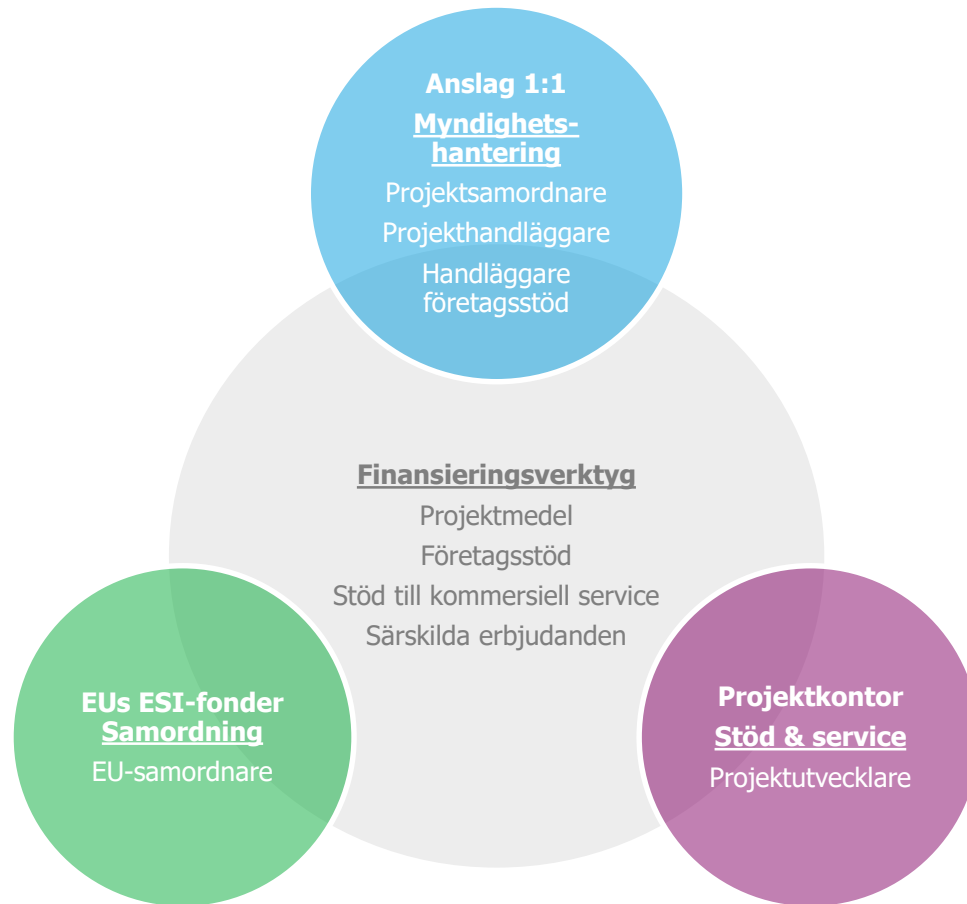 Anslag 1:1
Myndighets-
hantering
Projektsamordnare
Projekthandläggare
Handläggare
företagsstöd
Finansieringsverktyg
Projektmedel
Företagsstöd
Stöd till kommersiell service
Särskilda erbjudanden
EUs ESI-fonder
Samordning
EU-samordnare
Projektkontor
Stöd & service
Projektutvecklare